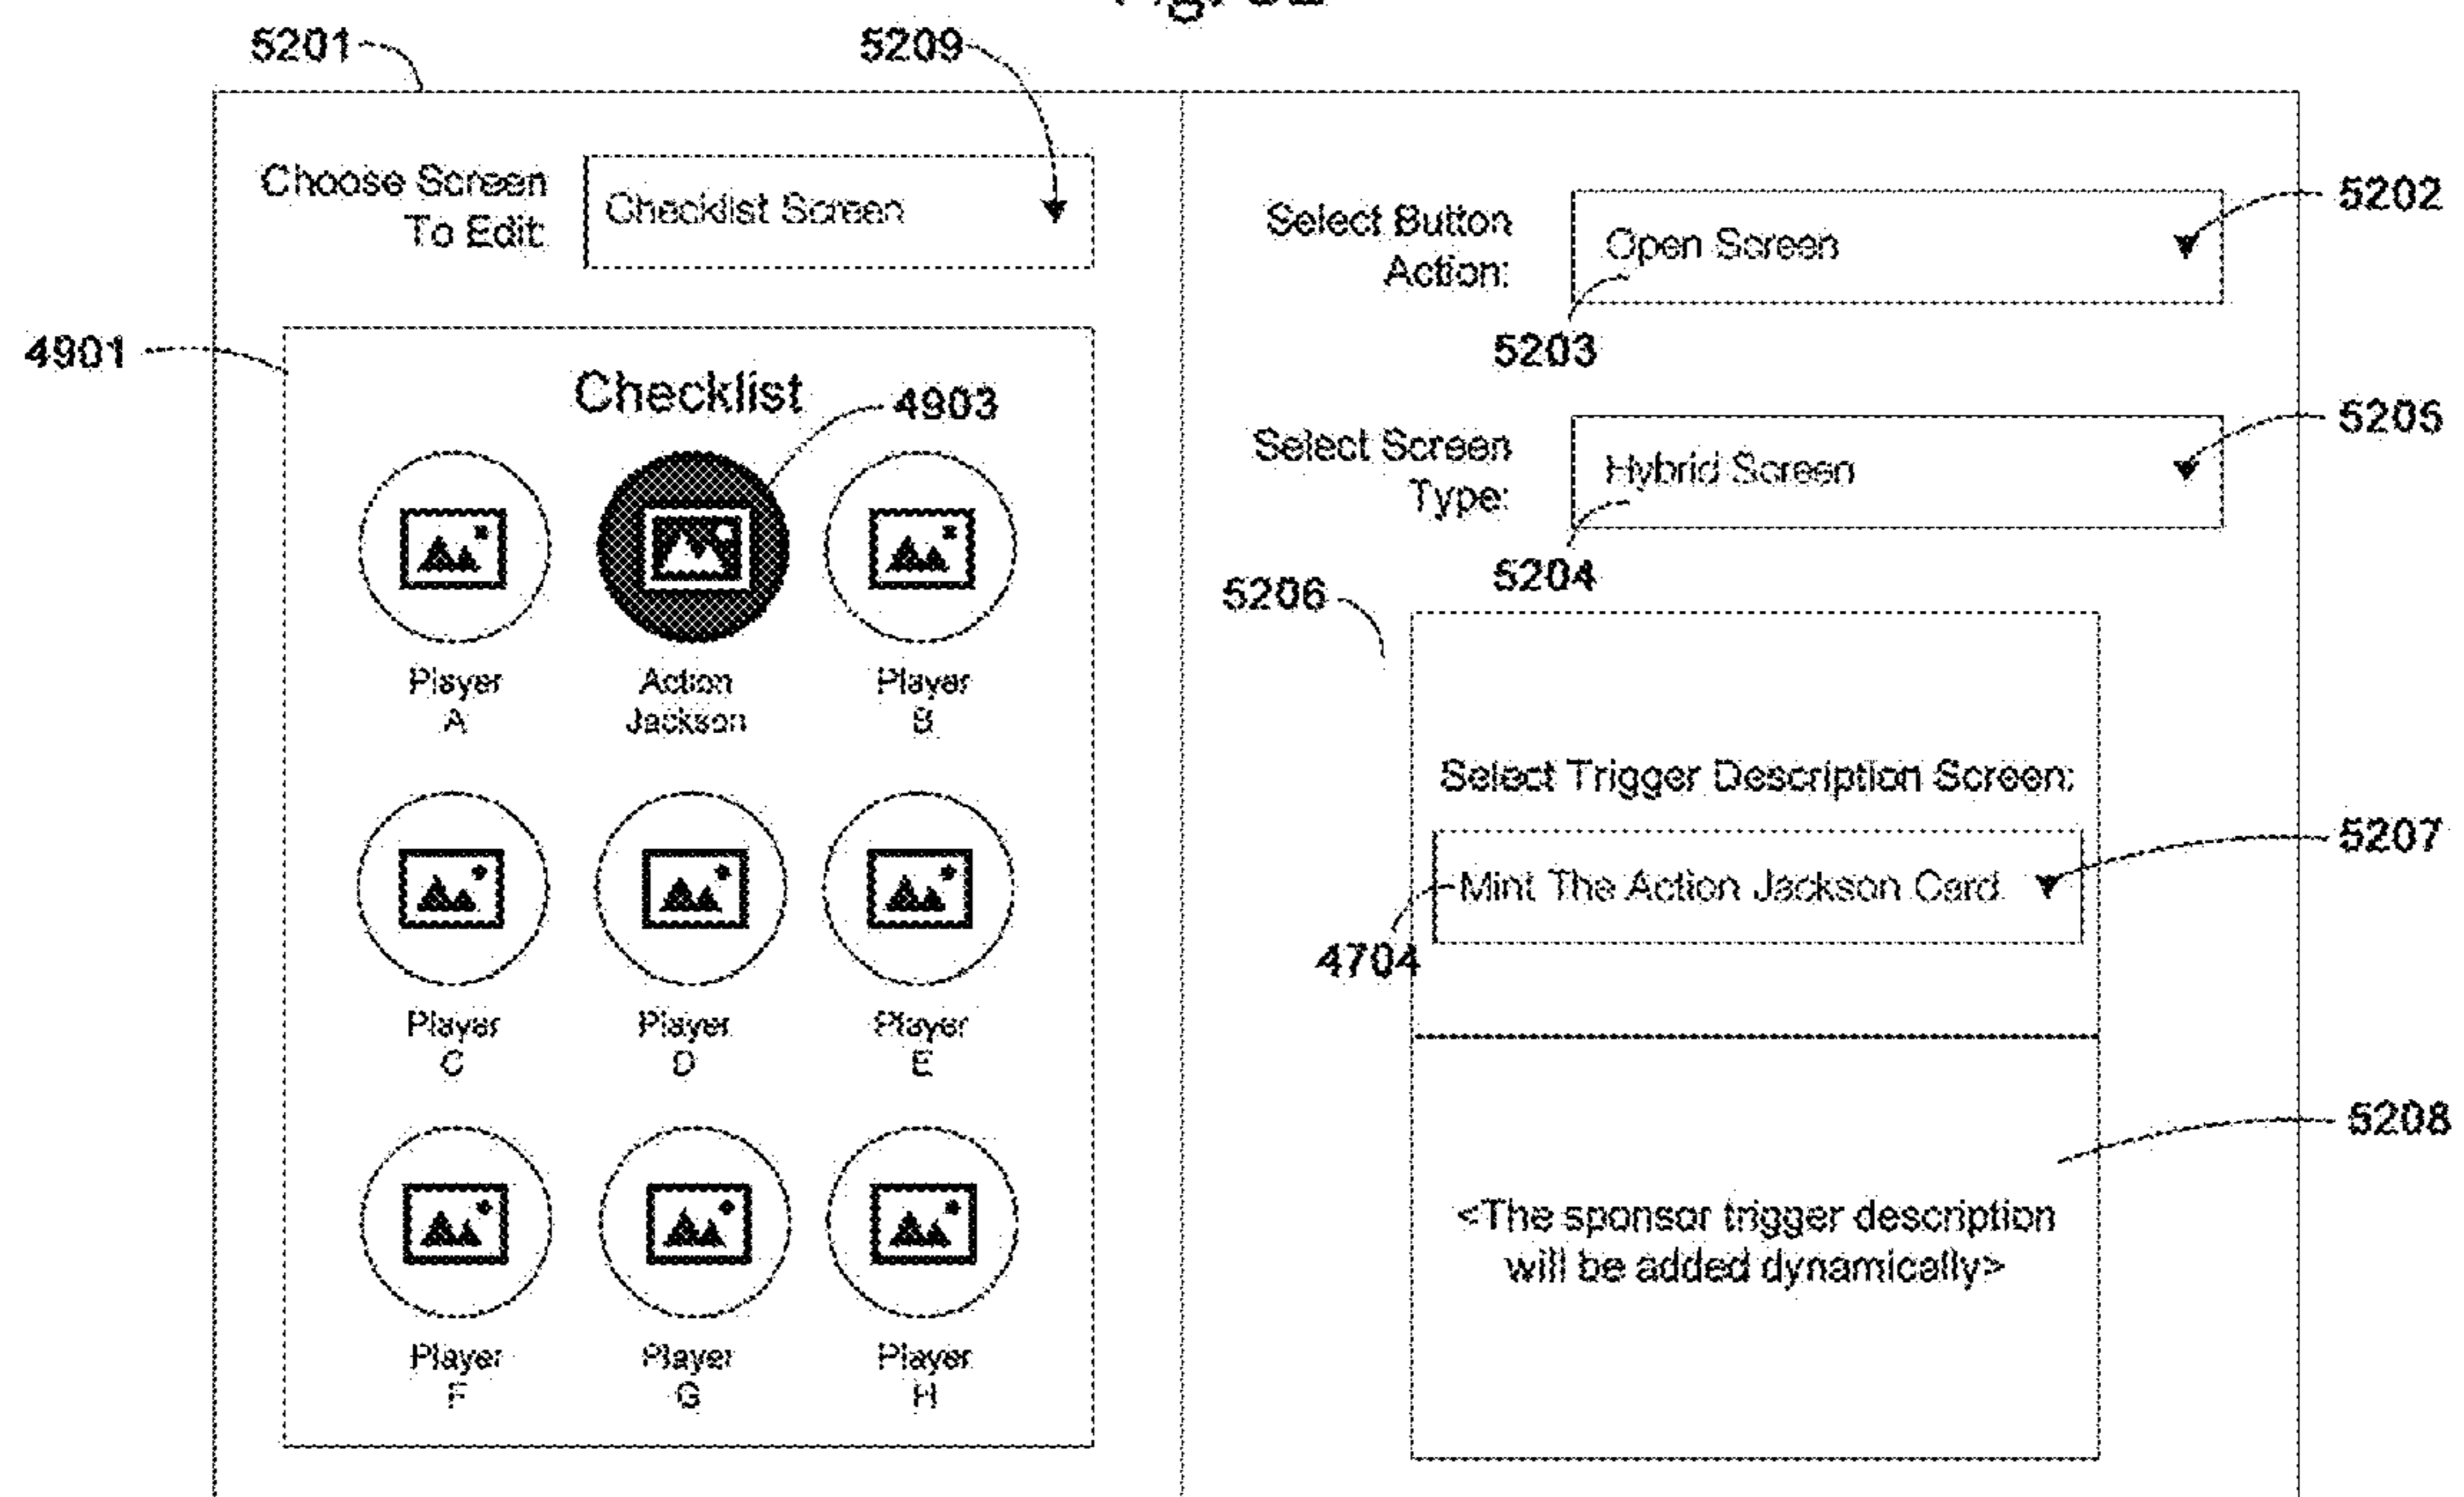 5201
5209
Choose Screen
To Edit:
Checklist Screen
Select Button
Action:
Open Screen
5202
5203
4901
Checklist
4903
Select Screen
Type:
Hybrid Screen
5205
5204
5206
Player
A
Action
Jackson
Player
B
Select Trigger Description Screen:
Mint The Action Jackson Card
5207
4704
Player
C
Player
D
Player
E
5208
<The sponsor trigger description
will be added dynamically>
Player
F
Player
G
Player
H